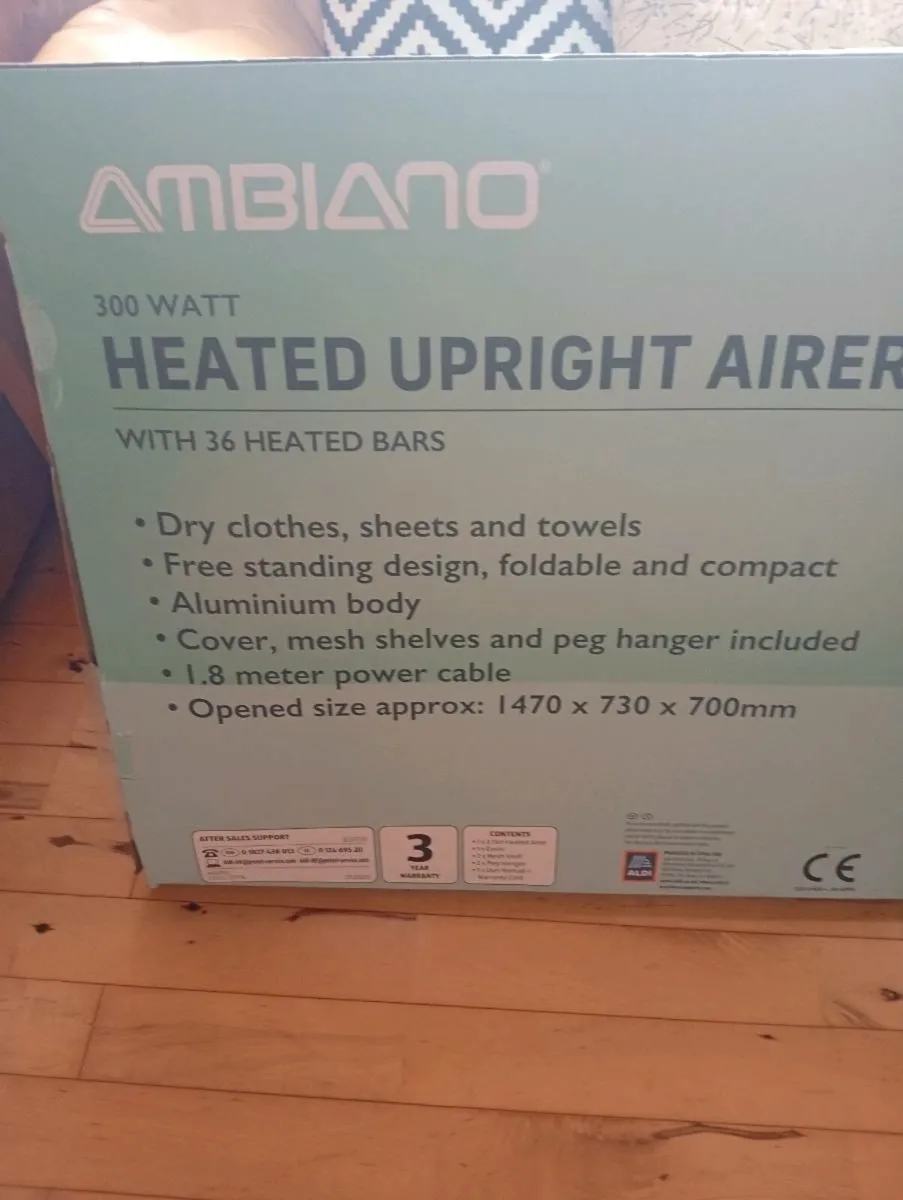 AMBIANO®
300 WATT
HEATED UPRIGHT AIRER
WITH 36 HEATED BARS
• Dry clothes, sheets and towels
• Free standing design, foldable and compact
• Aluminium body
• Cover, mesh shelves and peg hanger included
• 1.8 meter power cable
• Opened size approx: 1470 x 730 x 700mm
AFTER SALES SUPPORT
3
YEAR
WARRANTY
CONTENTS
Warranty Card
ALDI
CE